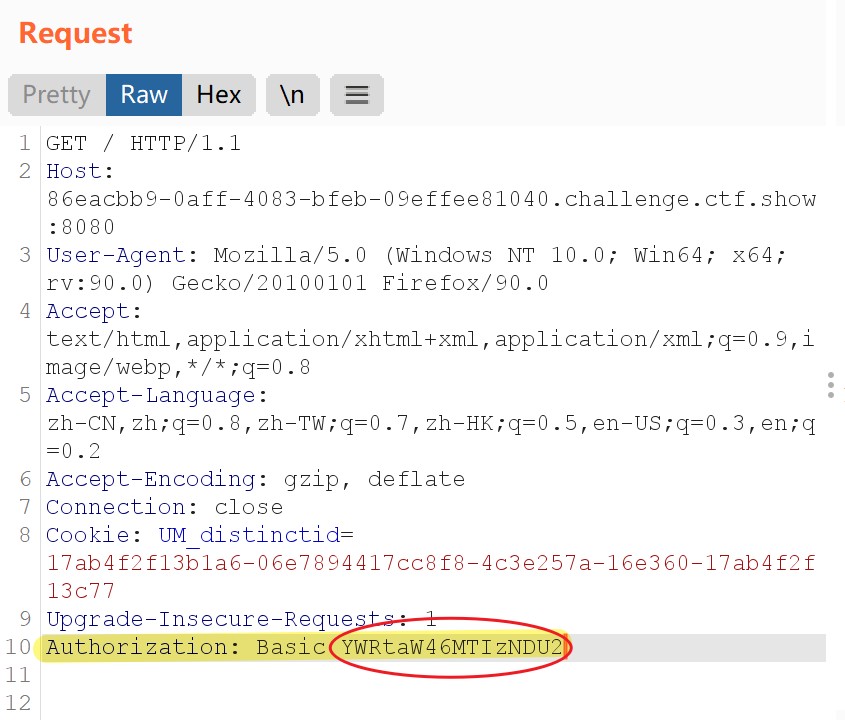 Request
Pretty Raw Hex \n
1 GET / HTTP/1.1
2 Host:
86eacbb9-0aff-4083-bfeb-09effee81040.challenge.ctf.show
:8080
3 User-Agent: Mozilla/5.0 (Windows NT 10.0; Win64; x64;
rv:90.0) Gecko/20100101 Firefox/90.0
4 Accept:
text/html,application/xhtml+xml,application/xml;q=0.9,i
mage/webp,*/*;q=0.8
5 Accept-Language:
zh-CN,zh;q=0.8,zh-TW;q=0.7,zh-HK;q=0.5,en-US;q=0.3,en;q
=0.2
6 Accept-Encoding: gzip, deflate
7 Connection: close
8 Cookie: UM_distinctid=
17ab4f2f13b1a6-06e7894417cc8f8-4c3e257a-16e360-17ab4f2f
13c77
9 Upgrade-Insecure-Requests: 1
10 Authorization: Basic YWRtaW46MTIzNDU2
11
12